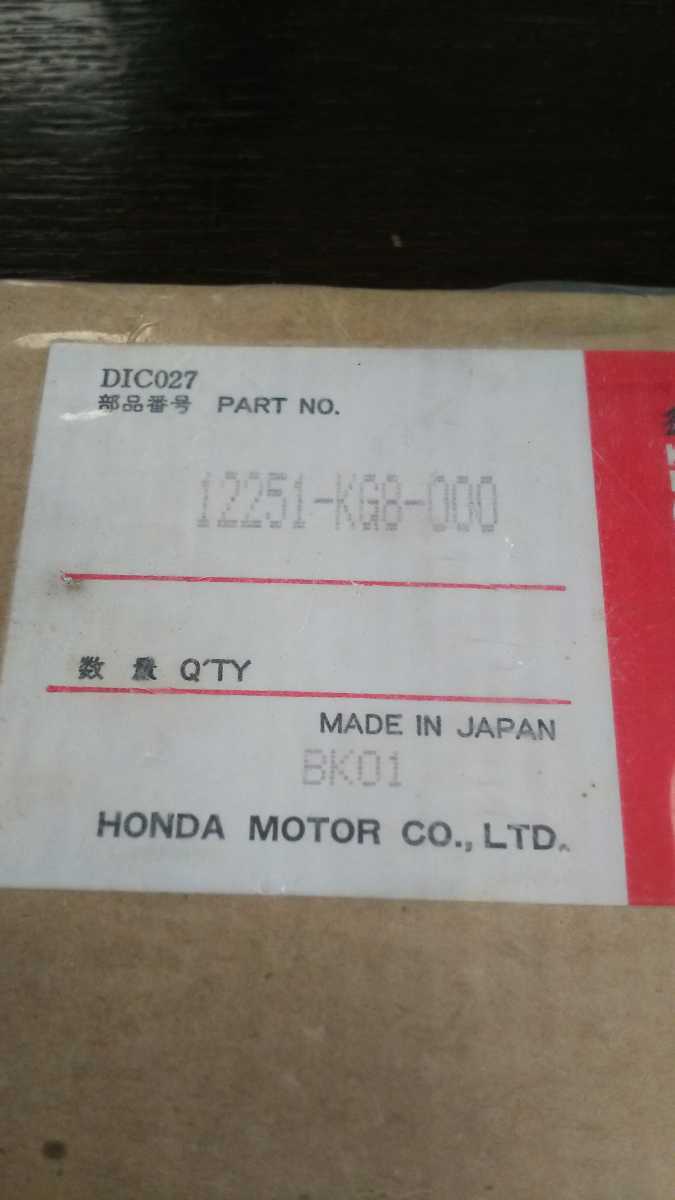 DIC027
部品番号 PART NO.
12251-KG8-000
数量 Q'TY
MADE IN JAPAN
BK01
HONDA MOTOR CO., LTD.